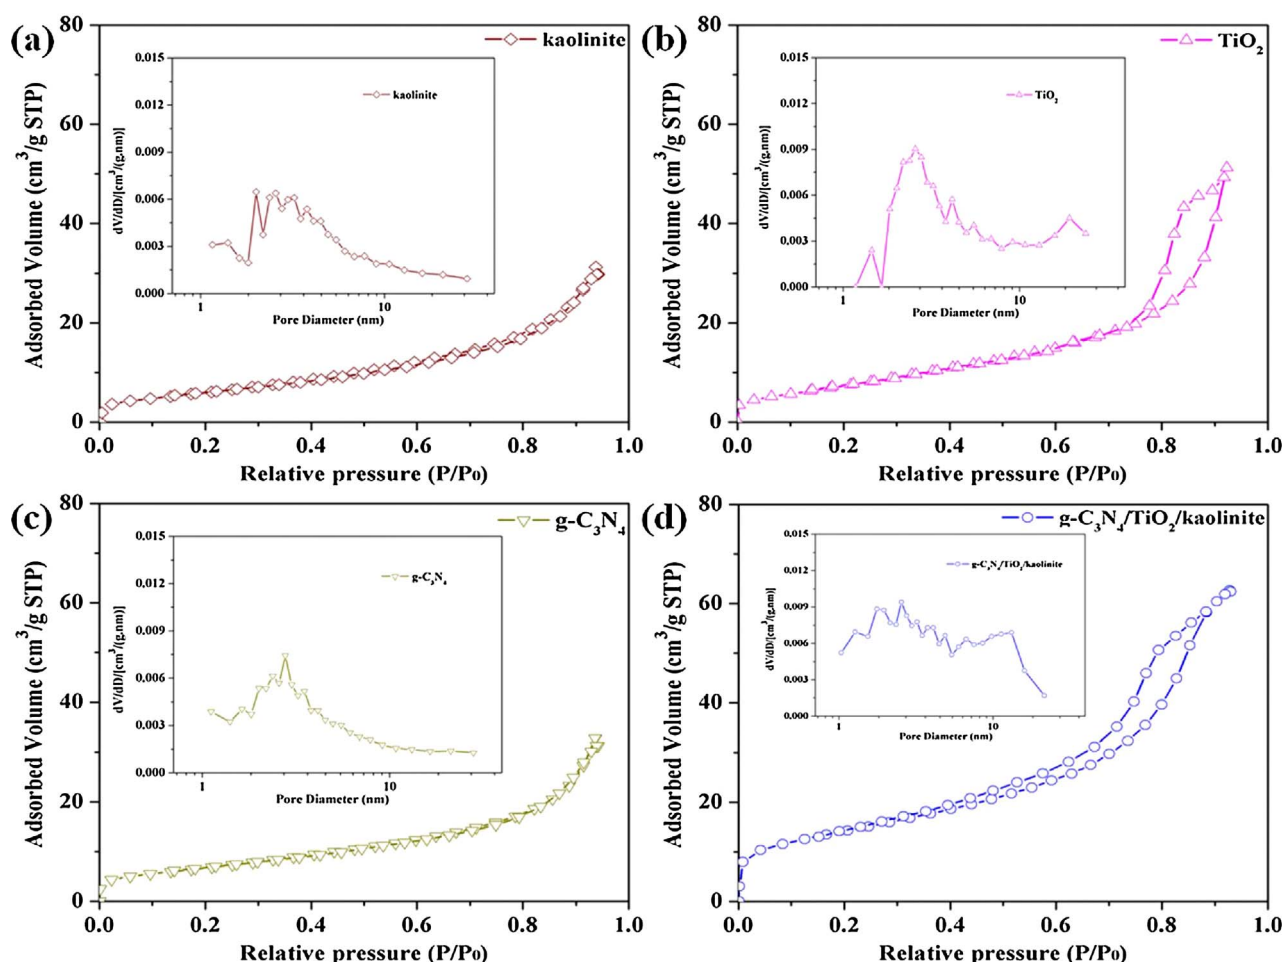 (a)
kaolinite
Adsorbed Volume (cm³/g STP)
80
60
40
20
0
0.0 0.2 0.4 0.6 0.8 1.0
Relative pressure (P/P₀)
dV/dD/[cm³/(g,nm)]
0.015
0.012
0.009
0.006
0.003
0.000
kaolinite
1 10
Pore Diameter (nm)
(b)
TiO₂
Adsorbed Volume (cm³/g STP)
80
60
40
20
0
0.0 0.2 0.4 0.6 0.8 1.0
Relative pressure (P/P₀)
dV/dD/[cm³/(g,nm)]
0.015
0.012
0.009
0.006
0.003
0.000
TiO₂
1 10
Pore Diameter (nm)
(c)
g-C₃N₄
Adsorbed Volume (cm³/g STP)
80
60
40
20
0
0.0 0.2 0.4 0.6 0.8 1.0
Relative pressure (P/P₀)
dV/dD/[cm³/(g,nm)]
0.015
0.012
0.009
0.006
0.003
0.000
g-C₃N₄
1 10
Pore Diameter (nm)
(d)
g-C₃N₄/TiO₂/kaolinite
Adsorbed Volume (cm³/g STP)
80
60
40
20
0
0.0 0.2 0.4 0.6 0.8 1.0
Relative pressure (P/P₀)
dV/dD/[cm³/(g,nm)]
0.015
0.012
0.009
0.006
0.003
0.000
g-C₃N₄/TiO₂/kaolinite
1 10
Pore Diameter (nm)